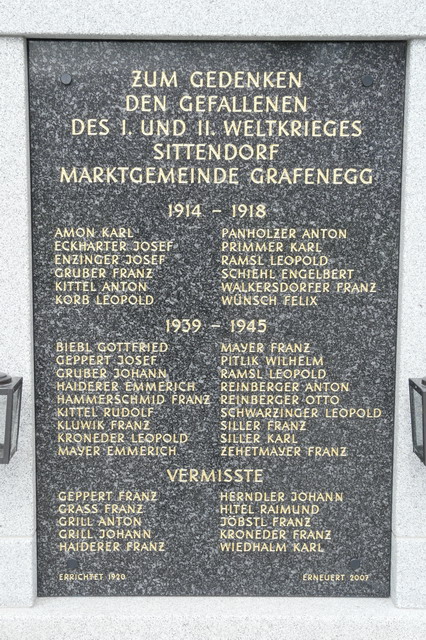 ZUM GEDENKEN
DEN GEFALLENEN
DES I. UND II. WELTKRIEGES
SITTENDORF
MARKTGEMEINDE GRAFENEGG
1914 – 1918
AMON KARL PANHOLZER ANTON
ECKHARTER JOSEF PRIMMER KARL
ENZINGER JOSEF RAMSL LEOPOLD
GRUBER FRANZ SCHIEHL ENGELBERT
KITTEL ANTON WALKERSDORFER FRANZ
KORB LEOPOLD WÜNSCH FELIX
1939 – 1945
BIEBL GOTTFRIED MAYER FRANZ
GEPPERT JOSEF PITLIK WILHELM
GRUBER JOHANN RAMSL LEOPOLD
HAIDERER EMMERICH REINBERGER ANTON
HAMMERSCHMID FRANZ REINBERGER OTTO
KITTEL RUDOLF SCHWARZINGER LEOPOLD
KLUWIK FRANZ SILLER FRANZ
KRONEDER LEOPOLD SILLER KARL
MAYER EMMERICH ZEHETMAYER FRANZ
VERMISSTE
GEPPERT FRANZ HERNDLER JOHANN
GRASS FRANZ HITEL RAIMUND
GRILL ANTON JÖBSTL FRANZ
GRILL JOHANN KRONEDER FRANZ
HAIDERER FRANZ WIEDHALM KARL
ERRICHTET 1920 ERNEUERT 2007